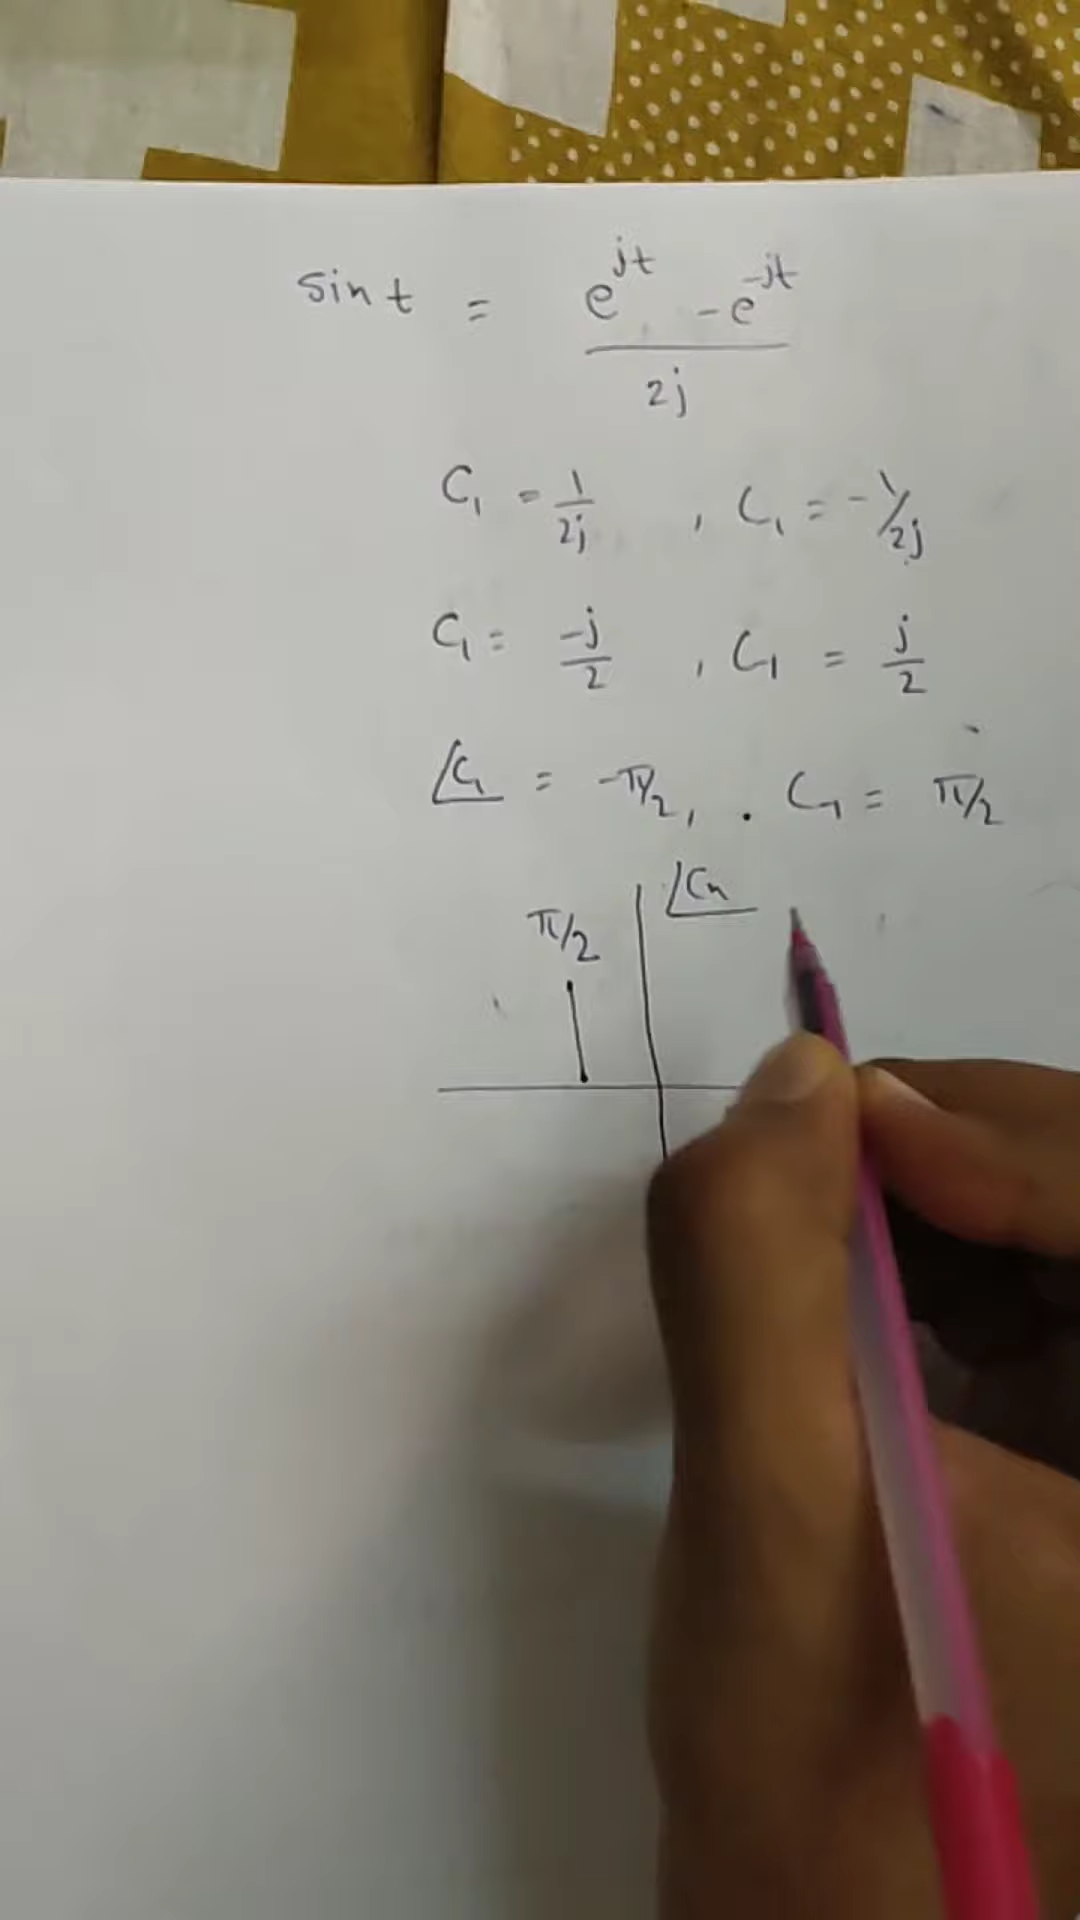 sin t = (e^jt - e^-jt) / 2j
C₁ = 1/2j , C₁ = -1/2j
C₁ = -j/2 , C₁ = j/2
∠C₁ = -π/2, . C₁ = π/2
∠Cn
π/2